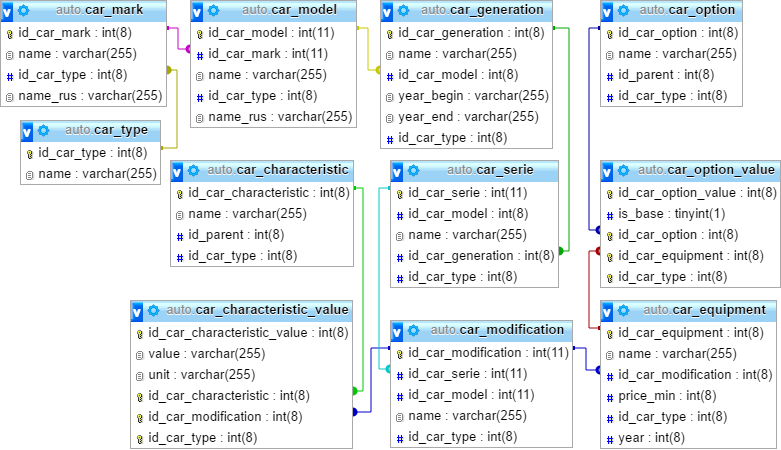 auto.car_mark
id_car_mark : int(8)
name : varchar(255)
id_car_type : int(8)
name_rus : varchar(255)
auto.car_model
id_car_model : int(11)
id_car_mark : int(11)
name : varchar(255)
id_car_type : int(8)
name_rus : varchar(255)
auto.car_generation
id_car_generation : int(8)
name : varchar(255)
id_car_model : int(8)
year_begin : varchar(255)
year_end : varchar(255)
id_car_type : int(8)
auto.car_option
id_car_option : int(8)
name : varchar(255)
id_parent : int(8)
id_car_type : int(8)
auto.car_type
id_car_type : int(8)
name : varchar(255)
auto.car_characteristic
id_car_characteristic : int(8)
name : varchar(255)
id_parent : int(8)
id_car_type : int(8)
auto.car_serie
id_car_serie : int(11)
id_car_model : int(8)
name : varchar(255)
id_car_generation : int(8)
id_car_type : int(8)
auto.car_option_value
id_car_option_value : int(8)
is_base : tinyint(1)
id_car_option : int(8)
id_car_equipment : int(8)
id_car_type : int(8)
auto.car_characteristic_value
id_car_characteristic_value : int(8)
value : varchar(255)
unit : varchar(255)
id_car_characteristic : int(8)
id_car_modification : int(8)
id_car_type : int(8)
auto.car_modification
id_car_modification : int(11)
id_car_serie : int(11)
id_car_model : int(11)
name : varchar(255)
id_car_type : int(8)
auto.car_equipment
id_car_equipment : int(8)
name : varchar(255)
id_car_modification : int(8)
price_min : int(8)
id_car_type : int(8)
year : int(8)